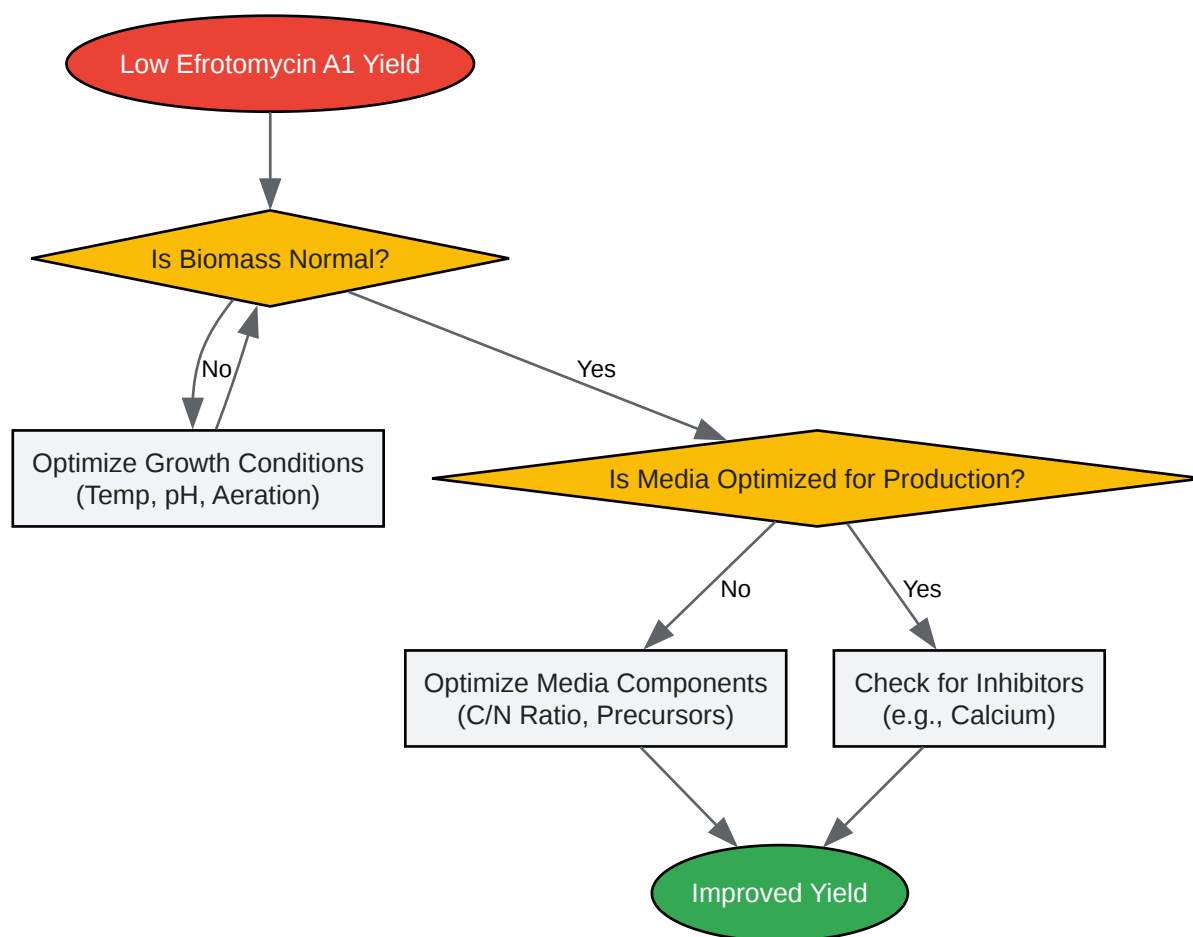 Low Efrotomycin A1 Yield
Is Biomass Normal?
No
Yes
Optimize Growth Conditions
(Temp, pH, Aeration)
Is Media Optimized for Production?
No
Yes
Optimize Media Components
(C/N Ratio, Precursors)
Check for Inhibitors
(e.g., Calcium)
Improved Yield